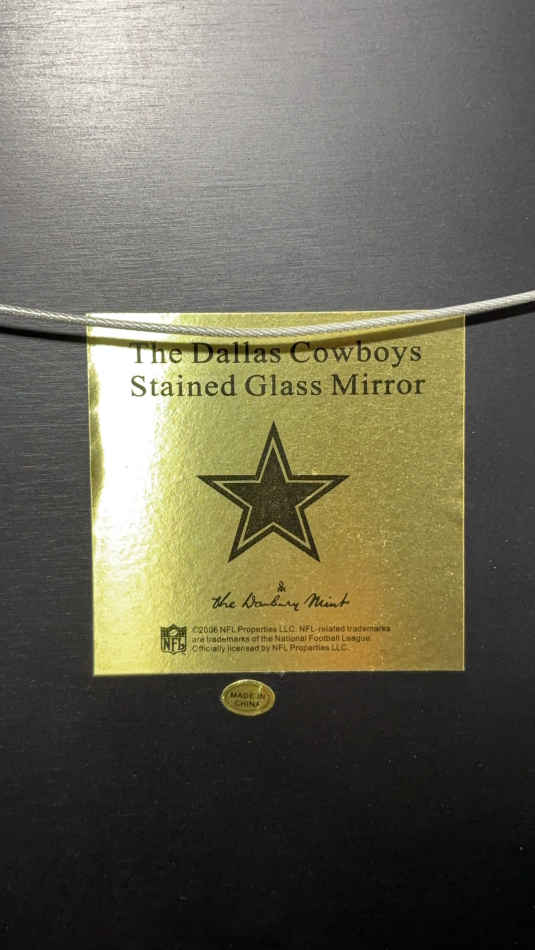 The Dallas Cowboys
Stained Glass Mirror
The Danbury Mint
NFL
©2006 NFL Properties LLC. NFL-related trademarks
are trademarks of the National Football League.
Officially licensed by NFL Properties LLC.
MADE IN
CHINA